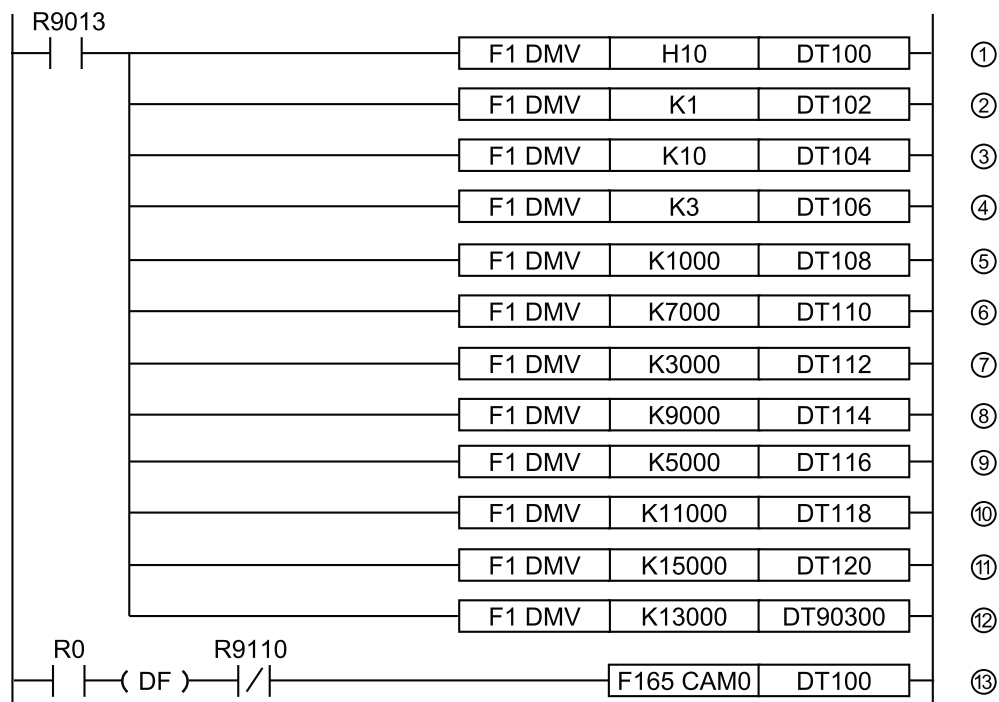 R9013
F1 DMV H10 DT100 ①
F1 DMV K1 DT102 ②
F1 DMV K10 DT104 ③
F1 DMV K3 DT106 ④
F1 DMV K1000 DT108 ⑤
F1 DMV K7000 DT110 ⑥
F1 DMV K3000 DT112 ⑦
F1 DMV K9000 DT114 ⑧
F1 DMV K5000 DT116 ⑨
F1 DMV K11000 DT118 ⑩
F1 DMV K15000 DT120 ⑪
F1 DMV K13000 DT90300 ⑫
R0 R9110
( DF ) F165 CAM0 DT100 ⑬